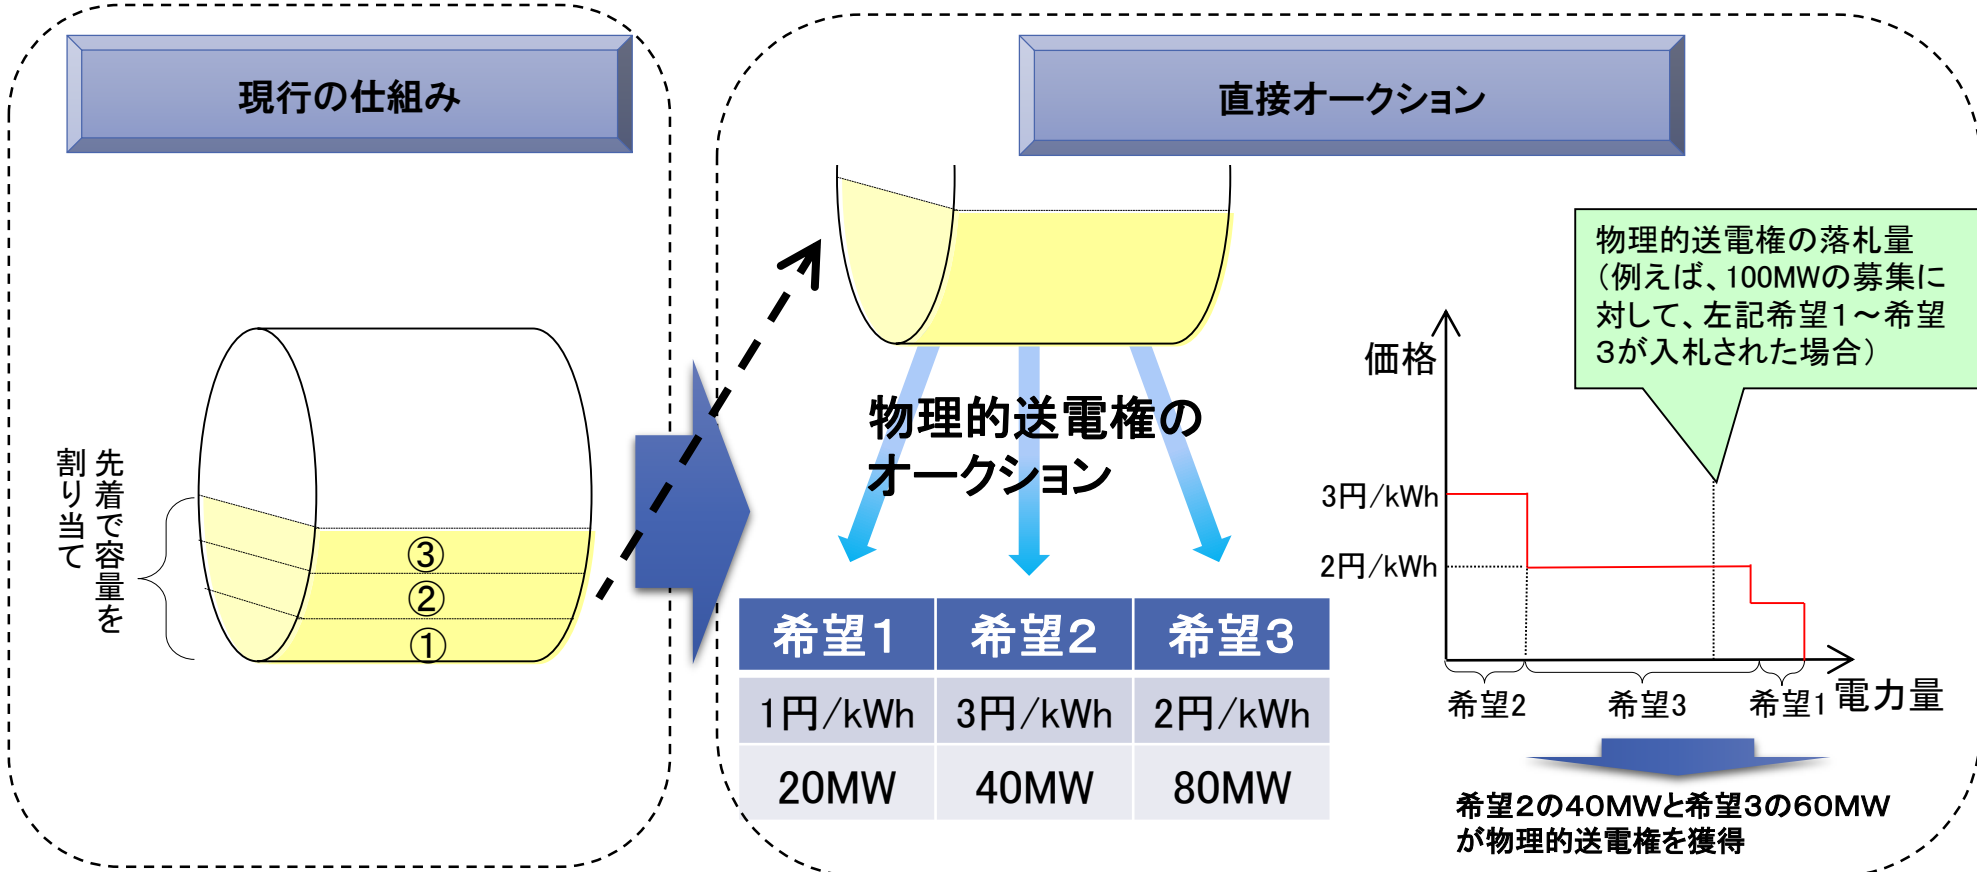 現行の仕組み
先着で容量を
割り当て
③
②
①
直接オークション
物理的送電権の
オークション
希望1 希望2 希望3
1円/kWh 3円/kWh 2円/kWh
20MW 40MW 80MW
物理的送電権の落札量
（例えば、100MWの募集に
対して、左記希望１～希望
３が入札された場合）
価格
3円/kWh
2円/kWh
希望2 希望3 希望1 電力量
希望2の40MWと希望3の60MW
が物理的送電権を獲得